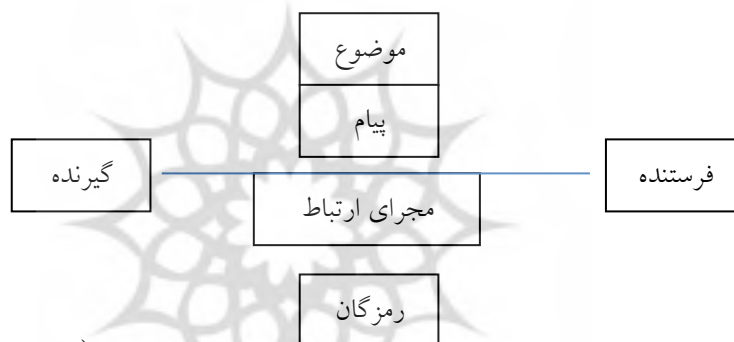 موضوع
پیام
فرستنده
گیرنده
مجرای ارتباط
رمزگان
)